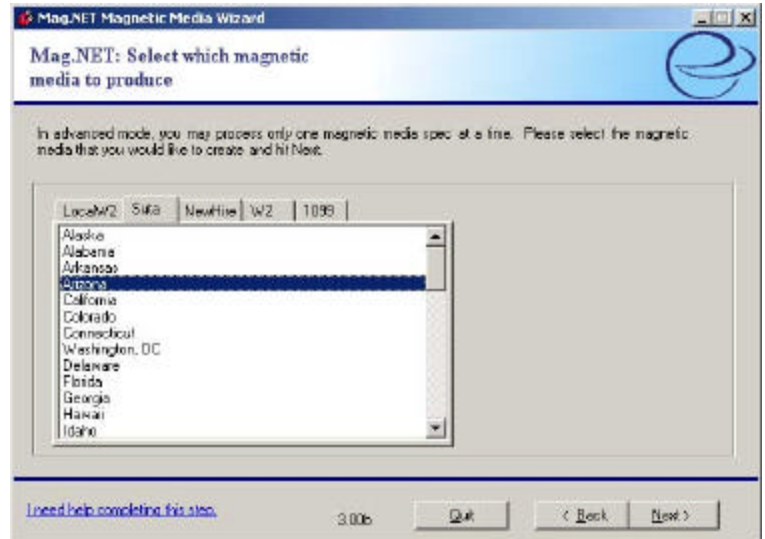 Mag.NET Magnetic Media Wizard
Mag.NET: Select which magnetic
media to produce
In advanced mode, you may process only one magnetic media spec at a time. Please select the magnetic
media that you would like to create and hit Next.
LocalW2 Suta NewHire W2 1099
Alaska
Alabama
Arkansas
Arizona
California
Colorado
Connecticut
Washington, DC
Delaware
Florida
Georgia
Hawaii
Idaho
I need help completing this step.
3.00b Quit < Back Next >